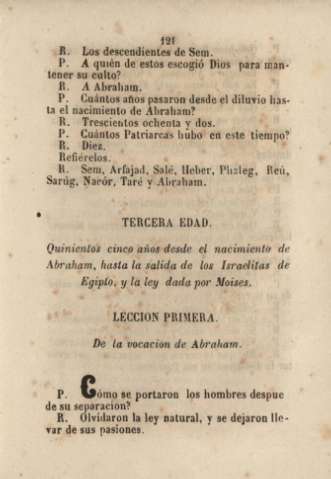 121
R. Los descendientes de Sem.
P. A quién de estos escogió Dios para man-
tener su culto?
R. A Abraham.
P. Cuántos años pasaron desde el diluvio has-
ta el nacimiento de Abraham?
R. Trescientos ochenta y dos.
P. Cuántos Patriarcas hubo en este tiempo?
R. Diez.
Refiérelos.
R. Sem, Arfajad, Salé, Heber, Phaleg, Reú,
Sarúg, Nacór, Taré y Abraham.
TERCERA EDAD.
Quinientos cinco años desde el nacimiento de
Abraham, hasta la salida de los Israelitas de
Egipto, y la ley dada por Moises.
LECCION PRIMERA.
De la vocacion de Abraham.
P. Cómo se portaron los hombres despue
de su separacion?
R. Olvidaron la ley natural, y se dejaron lle-
var de sus pasiones.